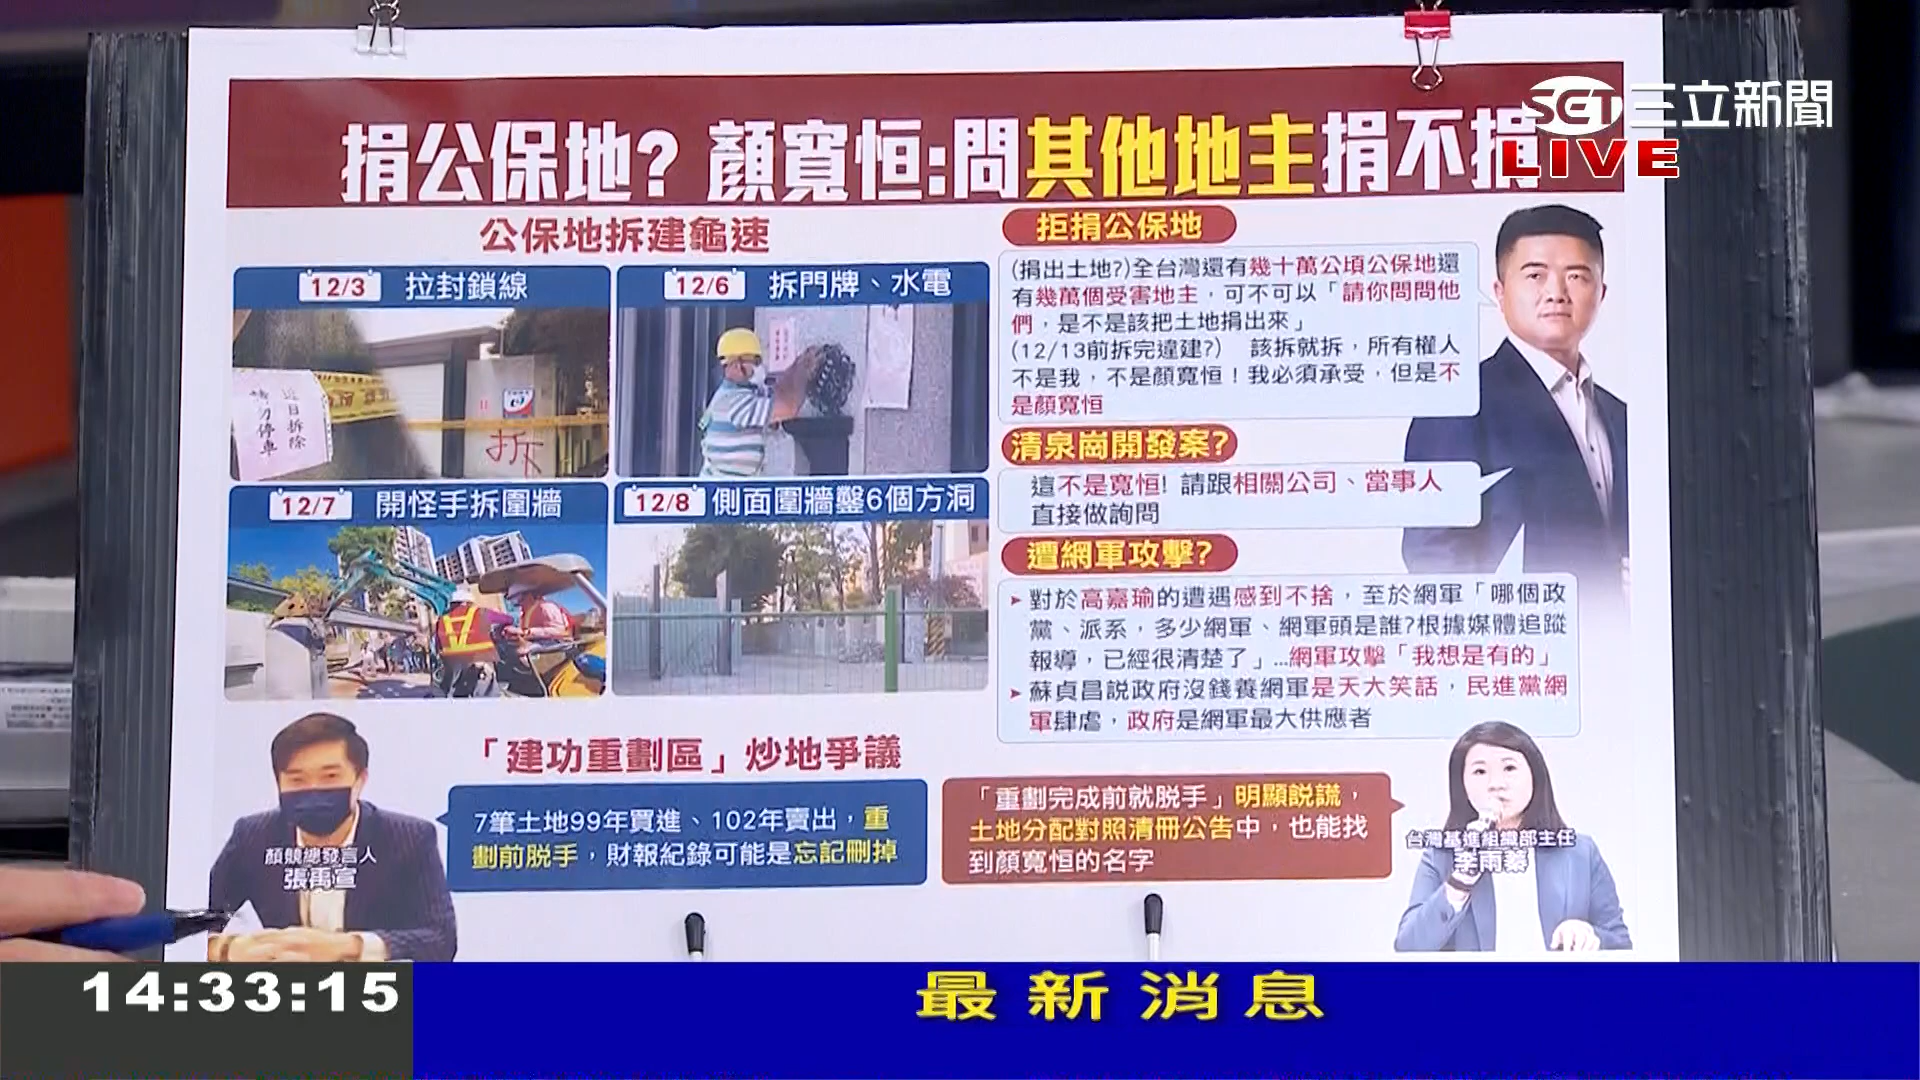 SET三立新聞
LIVE
捐公保地? 顏寬恒:問其他地主捐不捐
公保地拆建龜速
12/3 拉封鎖線
近日拆除
請勿停車
拆
12/6 拆門牌、水電
12/7 開怪手拆圍牆
12/8 側面圍牆鑿6個方洞
拒捐公保地
(捐出土地?)全台灣還有幾十萬公頃公保地還
有幾萬個受害地主，可不可以「請你問問他
們，是不是該把土地捐出來」
(12/13前拆完違建?) 該拆就拆，所有權人
不是我，不是顏寬恒！我必須承受，但是不
是顏寬恒
清泉崗開發案?
這不是寬恒! 請跟相關公司、當事人
直接做詢問
遭網軍攻擊?
▸對於高嘉瑜的遭遇感到不捨，至於網軍「哪個政
黨、派系，多少網軍、網軍頭是誰?根據媒體追蹤
報導，已經很清楚了」...網軍攻擊「我想是有的」
▸蘇貞昌說政府沒錢養網軍是天大笑話，民進黨網
軍肆虐，政府是網軍最大供應者
「建功重劃區」炒地爭議
7筆土地99年買進、102年賣出，重
劃前脫手，財報紀錄可能是忘記刪掉
顏競總發言人
張禹宣
「重劃完成前就脫手」明顯說謊，
土地分配對照清冊公告中，也能找
到顏寬恒的名字
台灣基進組織部主任
李雨蓁
14:33:15
最新消息